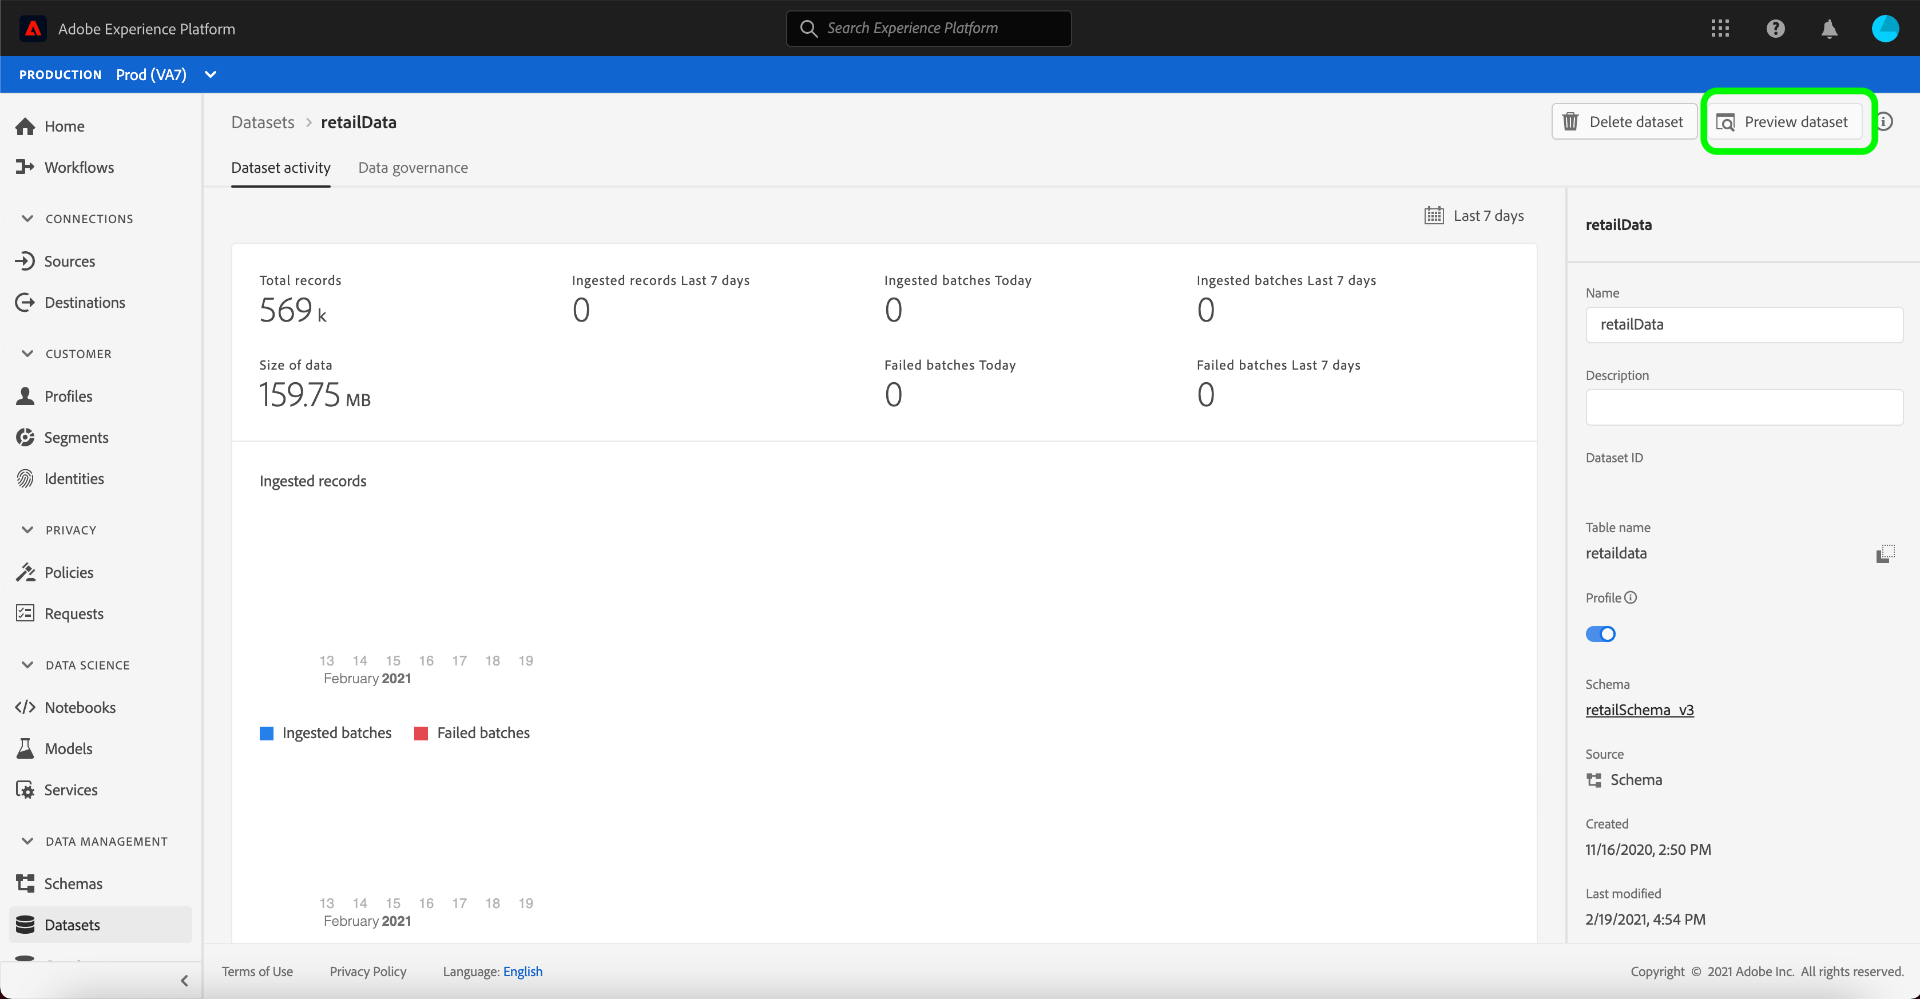 Adobe Experience Platform
Search Experience Platform
PRODUCTION Prod (VA7)
Home
Workflows
CONNECTIONS
Sources
Destinations
CUSTOMER
Profiles
Segments
Identities
PRIVACY
Policies
Requests
DATA SCIENCE
Notebooks
Models
Services
DATA MANAGEMENT
Schemas
Datasets
Datasets > retailData
Delete dataset
Preview dataset
Dataset activity
Data governance
Last 7 days
Total records
569 k
Ingested records Last 7 days
0
Ingested batches Today
0
Ingested batches Last 7 days
0
Size of data
159.75 MB
Failed batches Today
0
Failed batches Last 7 days
0
Ingested records
13 14 15 16 17 18 19
February 2021
Ingested batches Failed batches
13 14 15 16 17 18 19
February 2021
retailData
Name
retailData
Description
Dataset ID
Table name
retaildata
Profile
Schema
retailSchema_v3
Source
Schema
Created
11/16/2020, 2:50 PM
Last modified
2/19/2021, 4:54 PM
Terms of Use Privacy Policy Language: English
Copyright © 2021 Adobe Inc. All rights reserved.